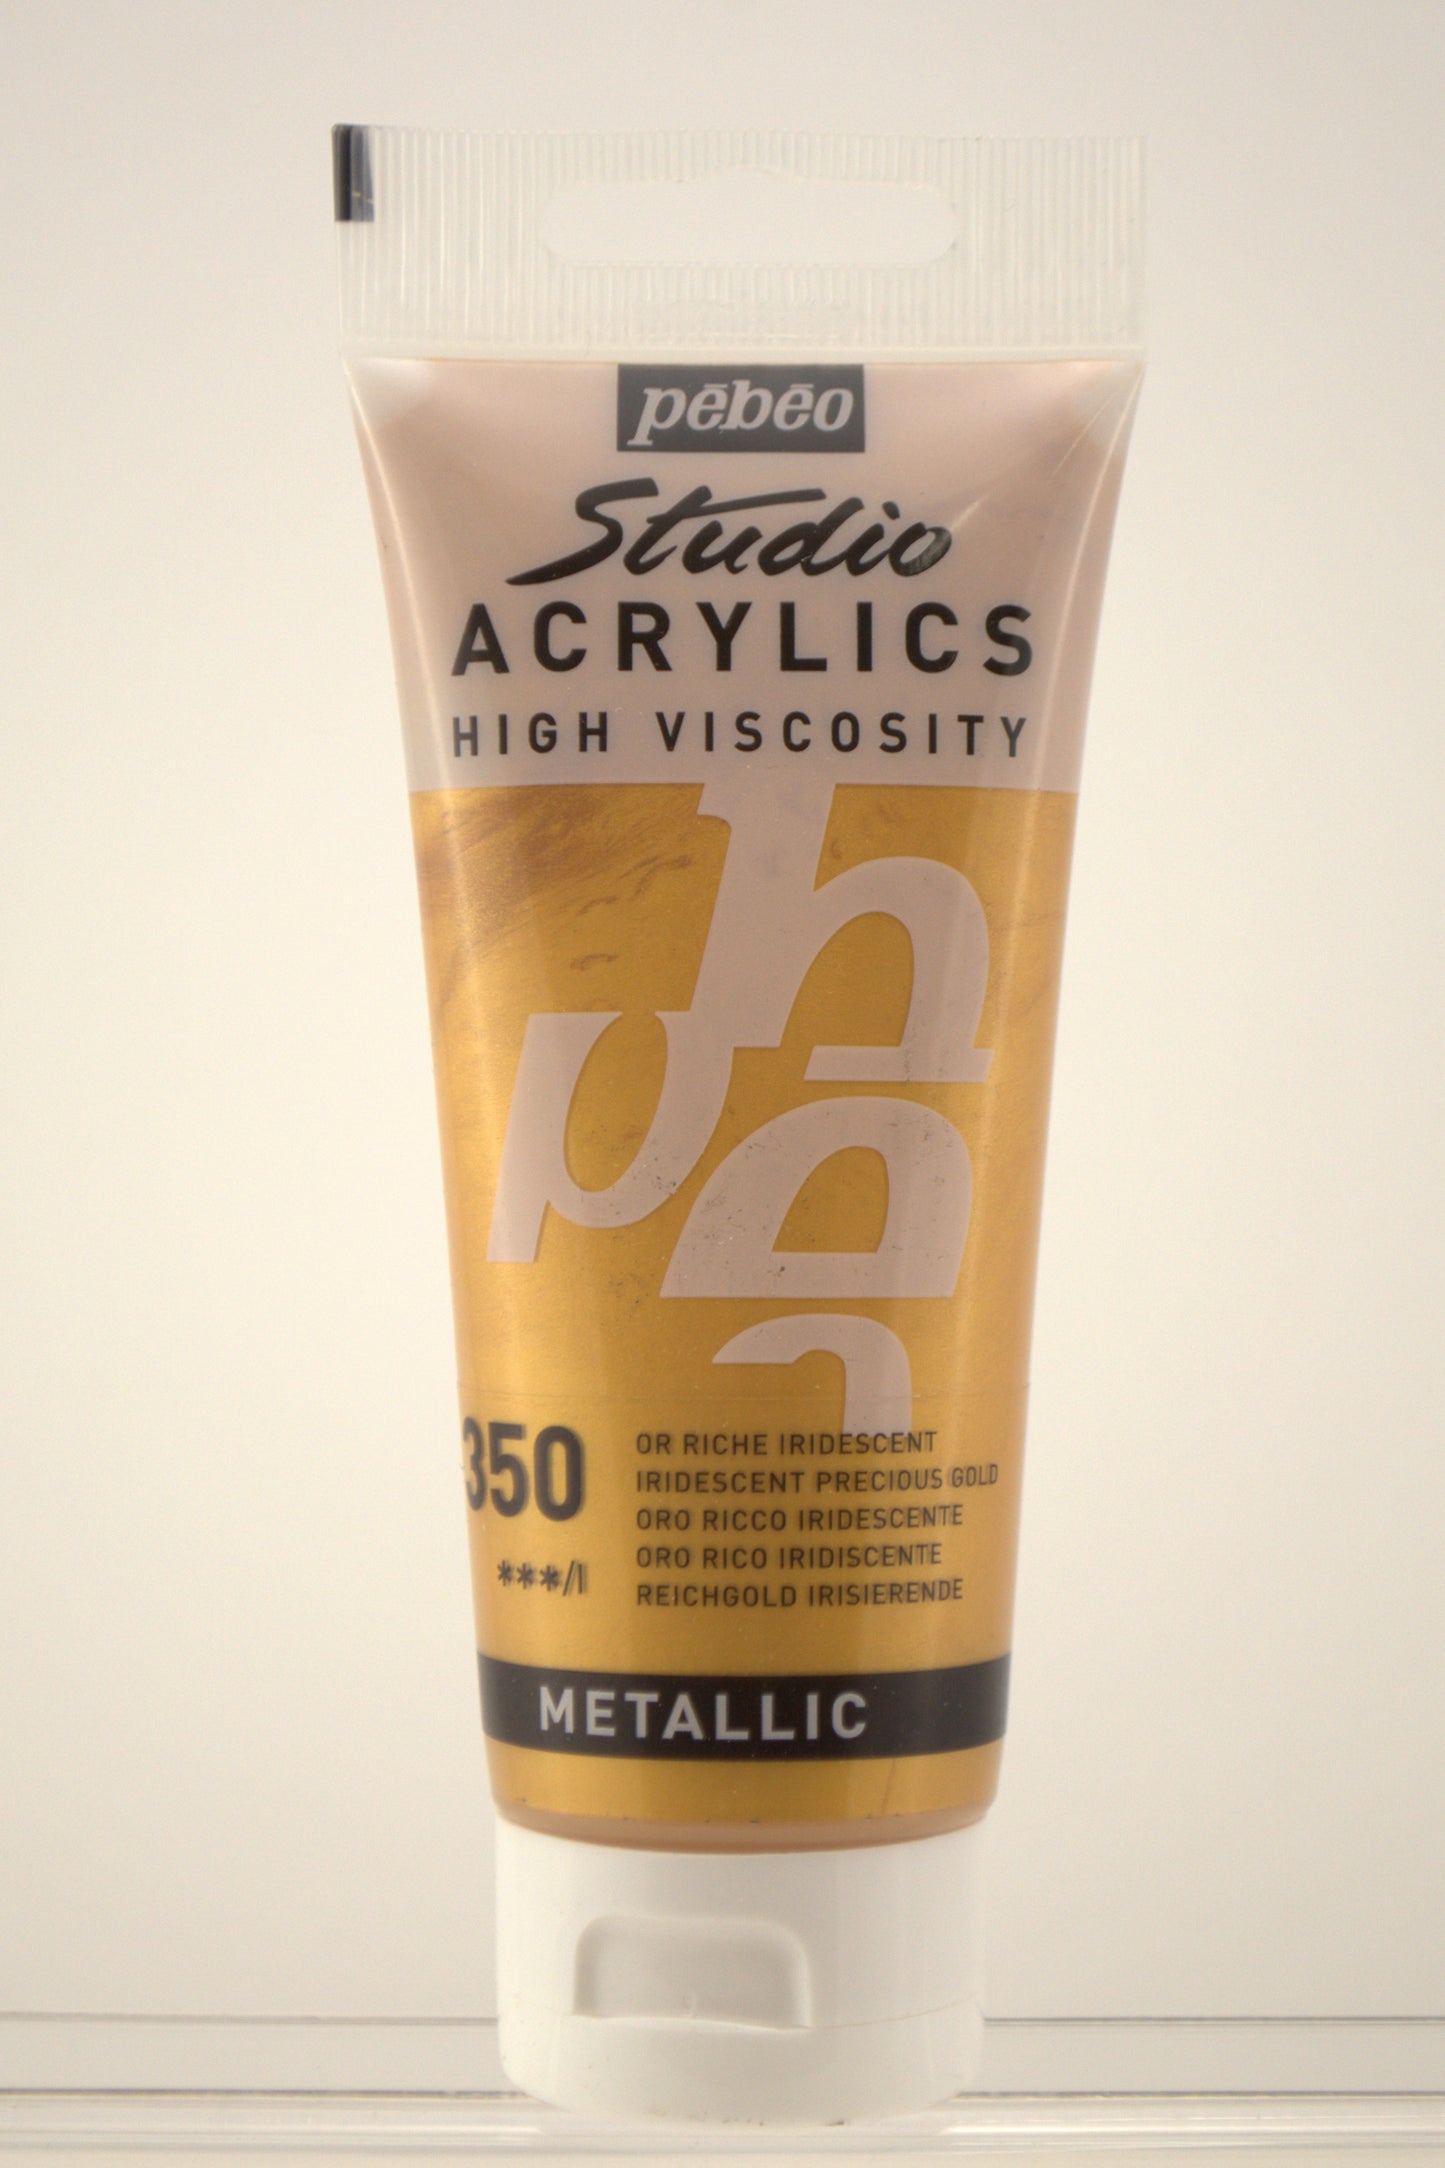 pēbēo
Studio
ACRYLICS
HIGH VISCOSITY
350
***/I
OR RICHE IRIDESCENT
IRIDESCENT PRECIOUS GOLD
ORO RICCO IRIDESCENTE
ORO RICO IRIDISCENTE
REICHGOLD IRISIERENDE
METALLIC